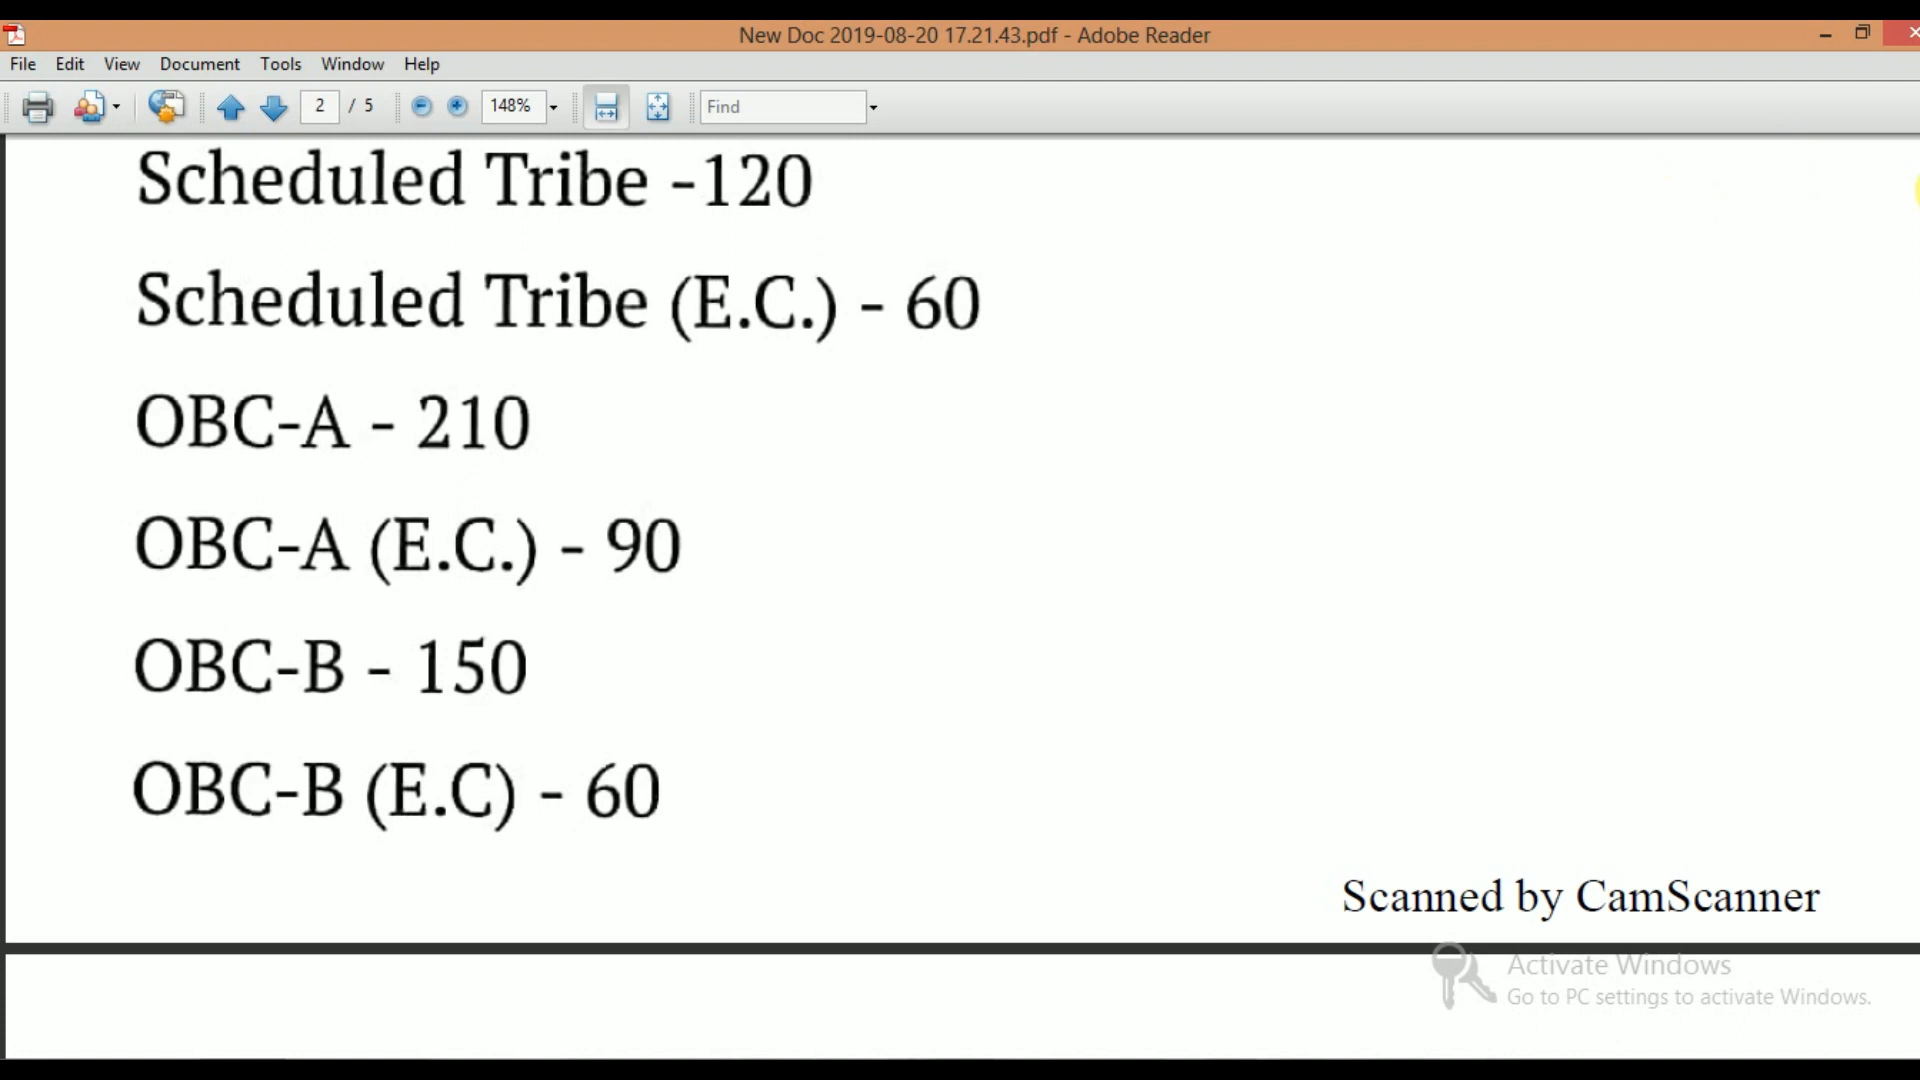 New Doc 2019-08-20 17.21.43.pdf - Adobe Reader
File Edit View Document Tools Window Help
2 / 5 148% Find
Scheduled Tribe -120
Scheduled Tribe (E.C.) - 60
OBC-A - 210
OBC-A (E.C.) - 90
OBC-B - 150
OBC-B (E.C) - 60
Scanned by CamScanner
Activate Windows
Go to PC settings to activate Windows.